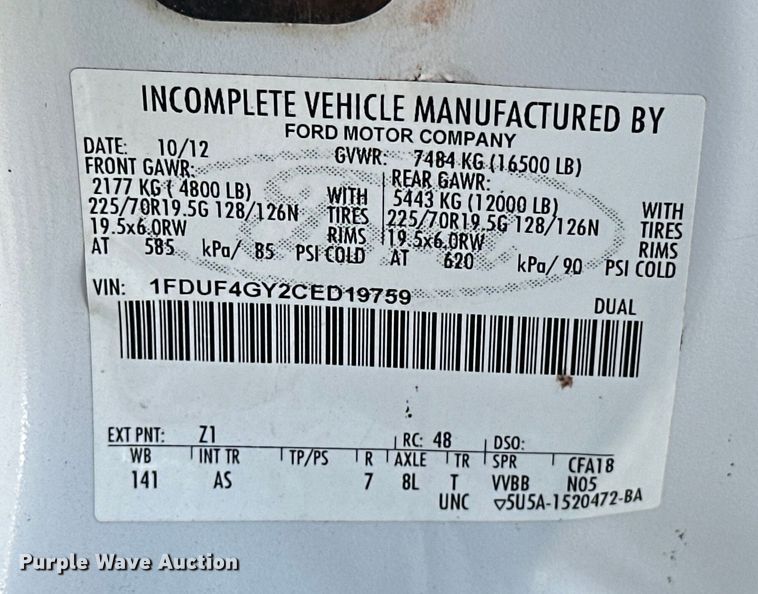 INCOMPLETE VEHICLE MANUFACTURED BY
FORD MOTOR COMPANY
DATE: 10/12 GVWR: 7484 KG (16500 LB)
FRONT GAWR: REAR GAWR:
2177 KG ( 4800 LB) WITH 5443 KG (12000 LB) WITH
225/70R19.5G 128/126N TIRES 225/70R19.5G 128/126N TIRES
19.5x6.0RW RIMS 19.5x6.0RW RIMS
AT 585 kPa/ 85 PSI COLD AT 620 kPa/ 90 PSI COLD
VIN: 1FDUF4GY2CED19759
DUAL
EXT PNT: Z1 RC: 48 DSO:
WB INT TR TP/PS R AXLE TR SPR CFA18
141 AS 7 8L T VVBB N05
UNC ▽5U5A-1520472-BA
Purple Wave Auction